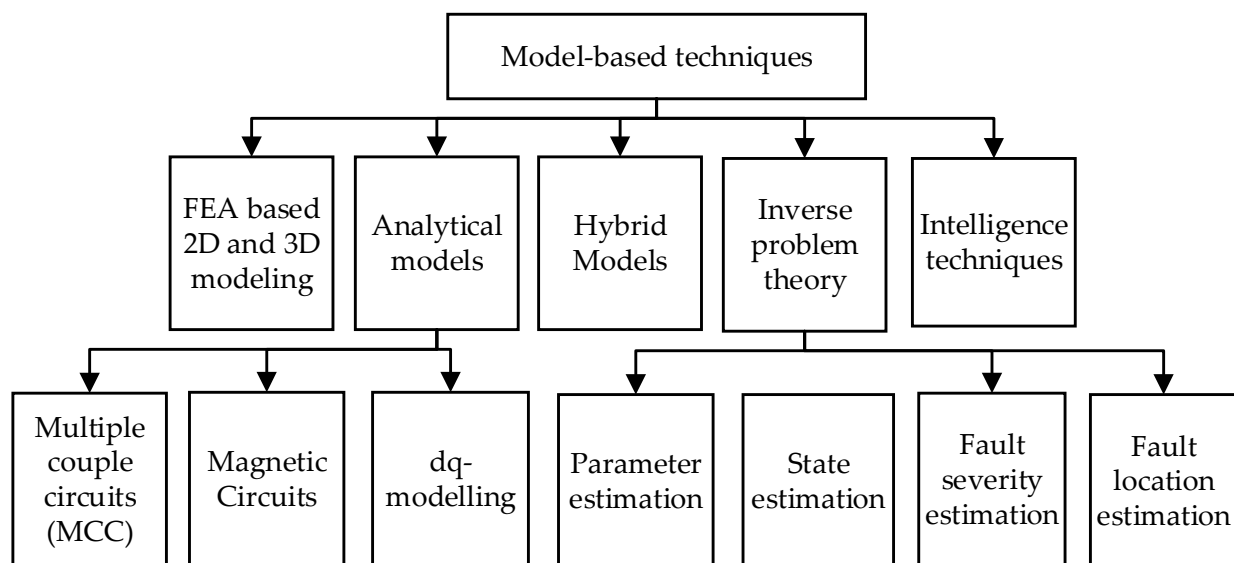 Model-based techniques
FEA based
2D and 3D
modeling
Analytical
models
Hybrid
Models
Inverse
problem
theory
Intelligence
techniques
Multiple
couple
circuits
(MCC)
Magnetic
Circuits
dq-
modelling
Parameter
estimation
State
estimation
Fault
severity
estimation
Fault
location
estimation